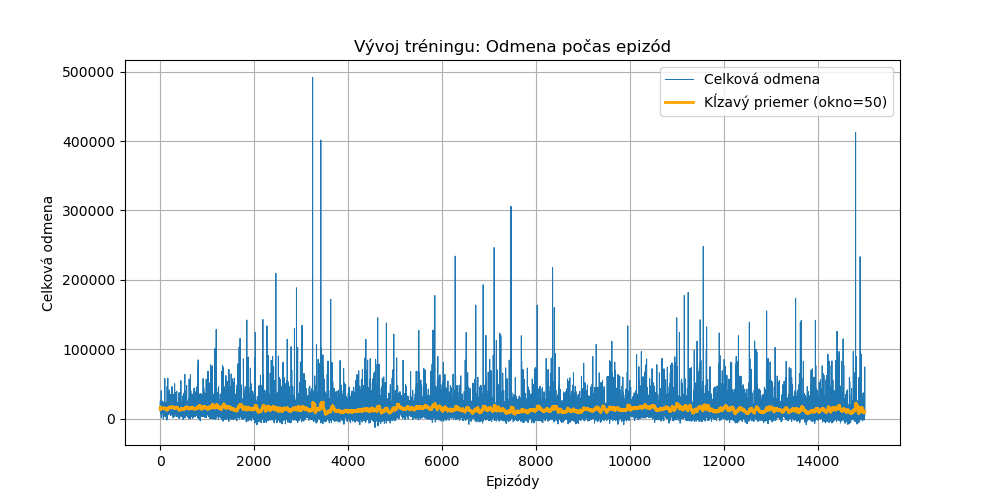 Vývoj tréningu: Odmena počas epizód
500000
400000
300000
200000
100000
0
Celková odmena
Celková odmena
Kĺzavý priemer (okno=50)
0
2000
4000
6000
8000
10000
12000
14000
Epizódy